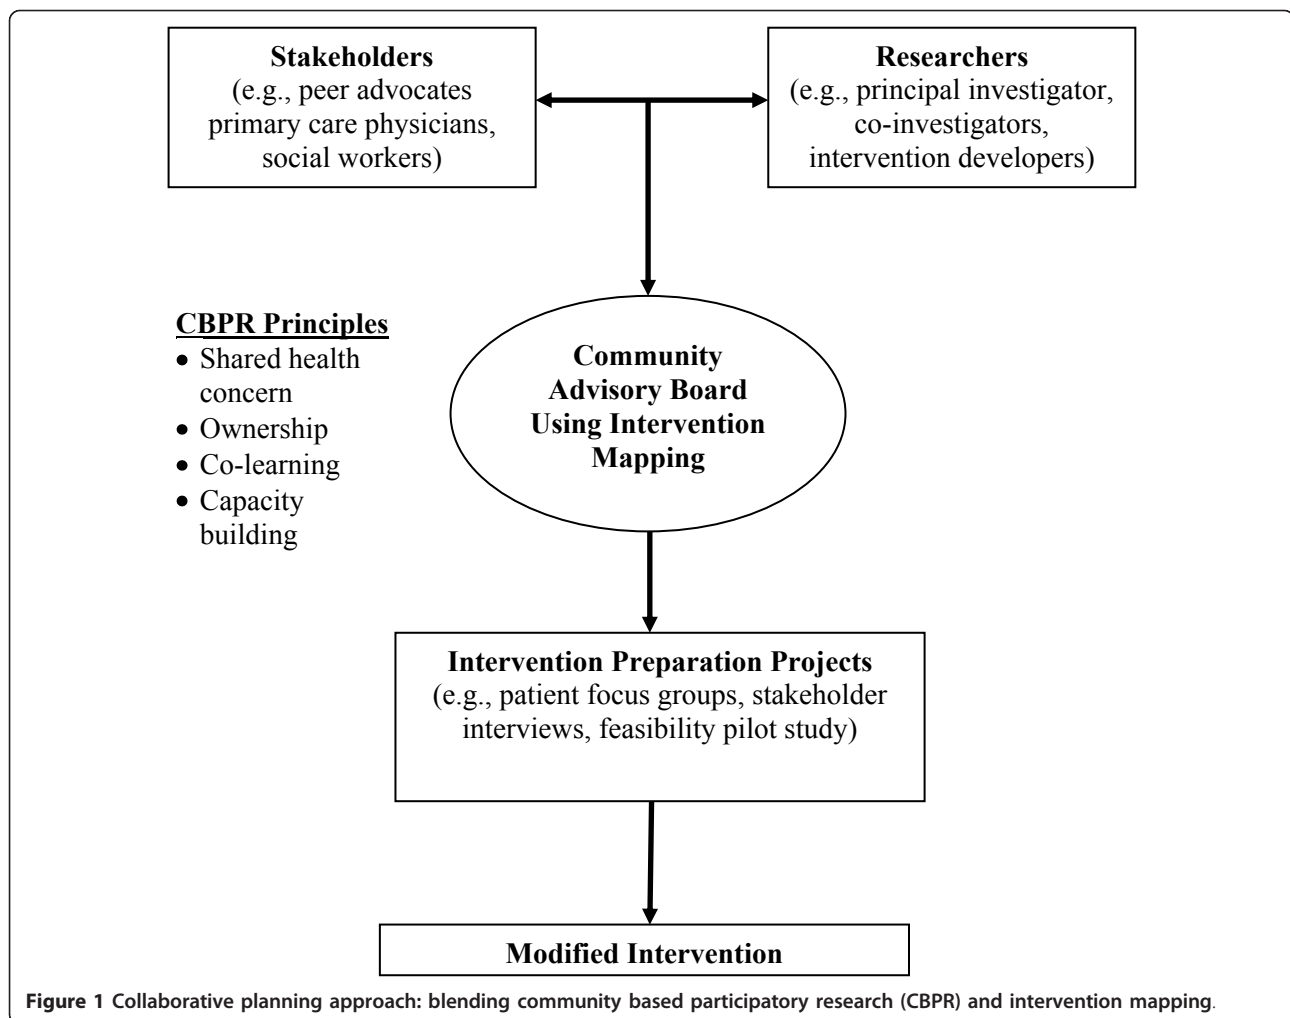 Stakeholders
(e.g., peer advocates
primary care physicians,
social workers)
Researchers
(e.g., principal investigator,
co-investigators,
intervention developers)
CBPR Principles
• Shared health
concern
• Ownership
• Co-learning
• Capacity
building
Community
Advisory Board
Using Intervention
Mapping
Intervention Preparation Projects
(e.g., patient focus groups, stakeholder
interviews, feasibility pilot study)
Modified Intervention
Figure 1 Collaborative planning approach: blending community based participatory research (CBPR) and intervention mapping.